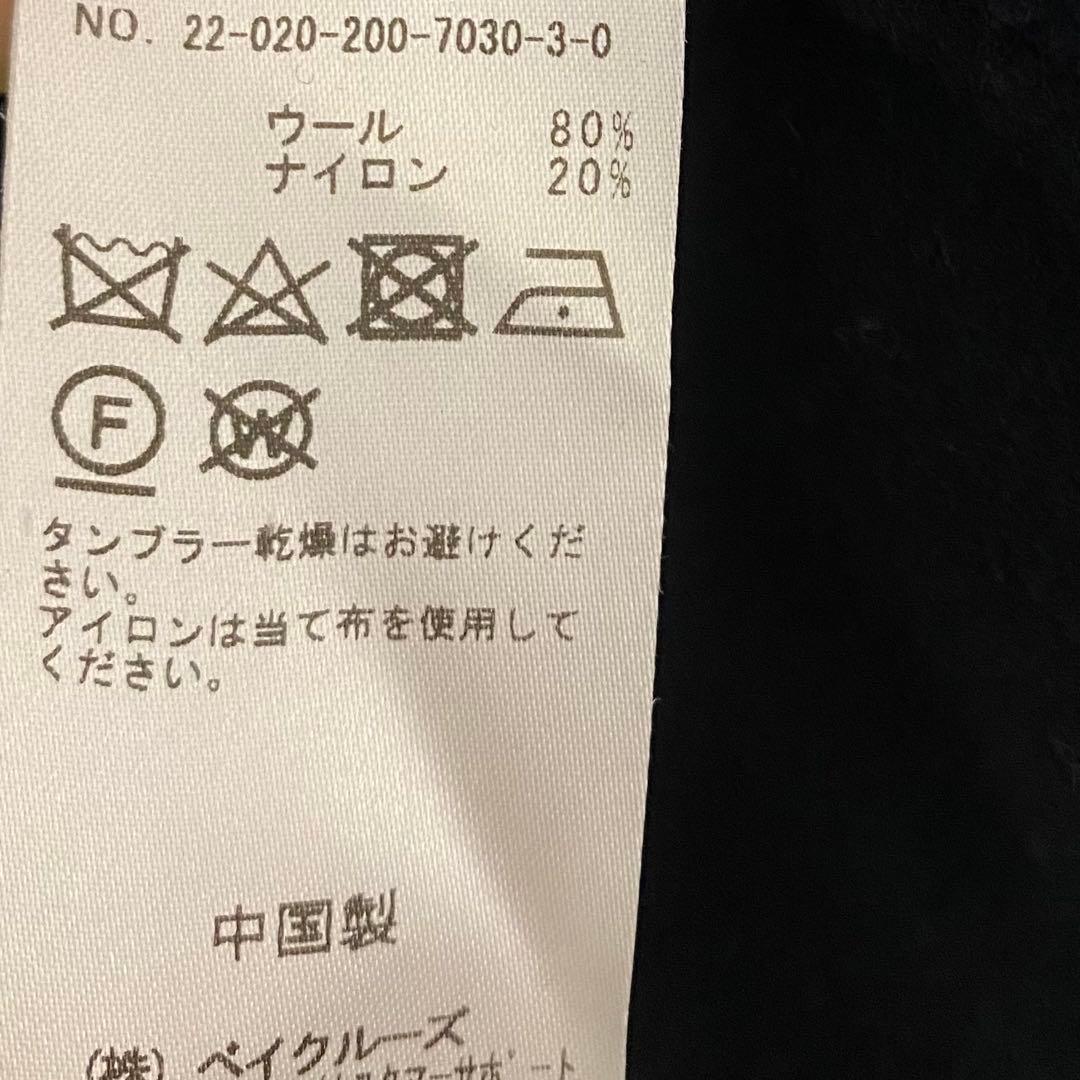 NO. 22-020-200-7030-3-0
ウール 80%
ナイロン 20%
F W
タンブラー乾燥はお避けくだ
さい。
アイロンは当て布を使用して
ください。
中国製
(株) ベイクルーズ